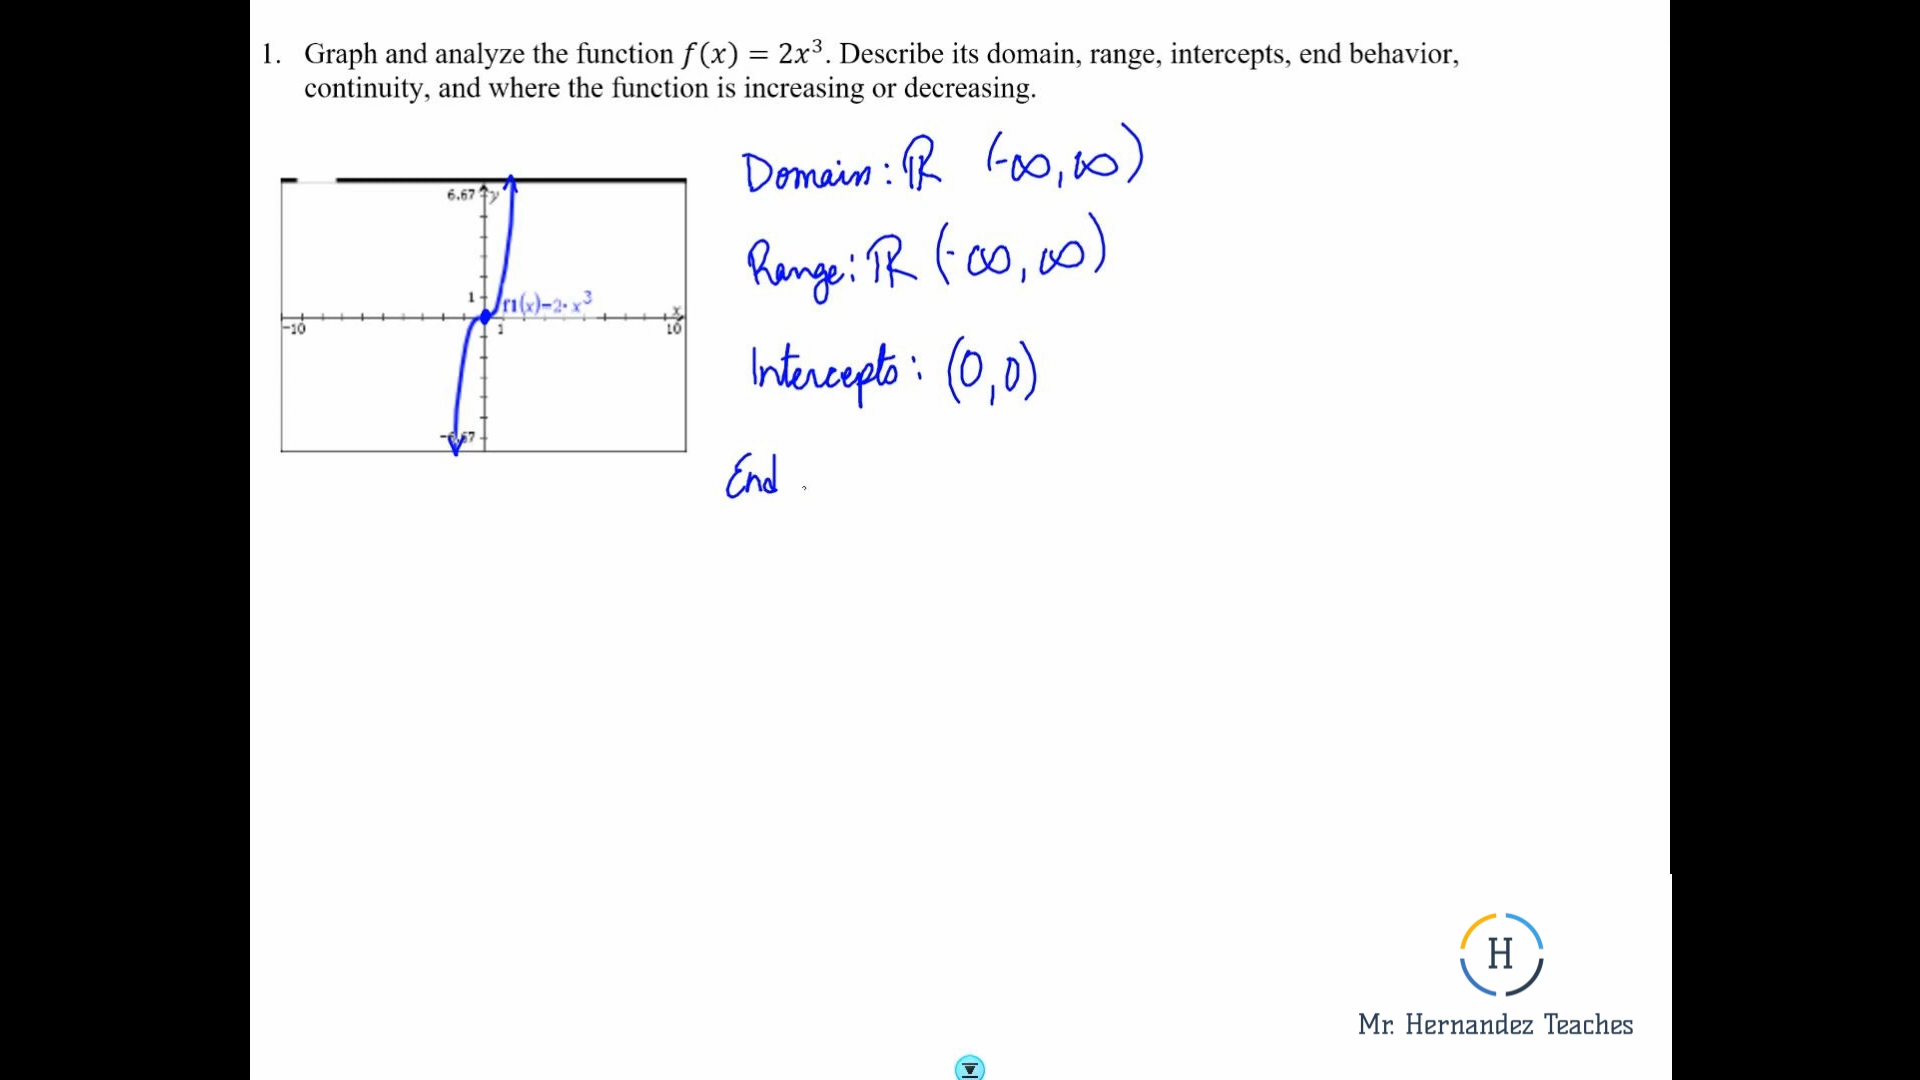 1. Graph and analyze the function f(x) = 2x³. Describe its domain, range, intercepts, end behavior,
continuity, and where the function is increasing or decreasing.
Domain: ℝ (-∞, ∞)
6.67 y
Range: ℝ (-∞, ∞)
1 f1(x)=2·x³
x
-10 1 10
Intercepts: (0,0)
-6.67
End
H
Mr. Hernandez Teaches